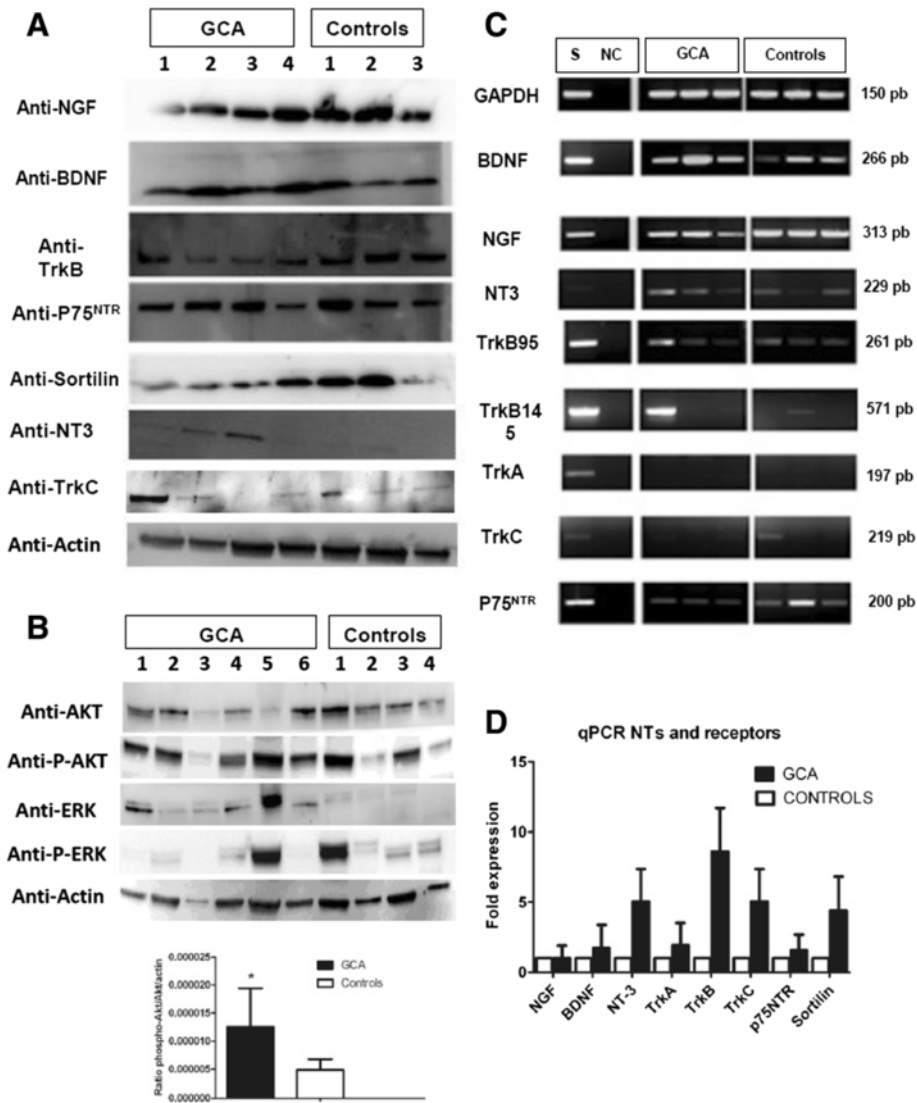 A
GCA Controls
1 2 3 4 1 2 3
Anti-NGF
Anti-BDNF
Anti-
TrkB
Anti-P75NTR
Anti-Sortilin
Anti-NT3
Anti-TrkC
Anti-Actin
B
GCA Controls
1 2 3 4 5 6 1 2 3 4
Anti-AKT
Anti-P-AKT
Anti-ERK
Anti-P-ERK
Anti-Actin
0.000025
0.000020
0.000015
0.000010
0.000005
0.000000
Ratio phospho-Akt/Akt/actin
*
GCA
Controls
C
S NC GCA Controls
GAPDH 150 pb
BDNF 266 pb
NGF 313 pb
NT3 229 pb
TrkB95 261 pb
TrkB14
5 571 pb
TrkA 197 pb
TrkC 219 pb
P75NTR 200 pb
D
qPCR NTs and receptors
GCA
CONTROLS
Fold expression
15
10
5
0
NGF BDNF NT-3 TrkA TrkB TrkC p75NTR Sortilin